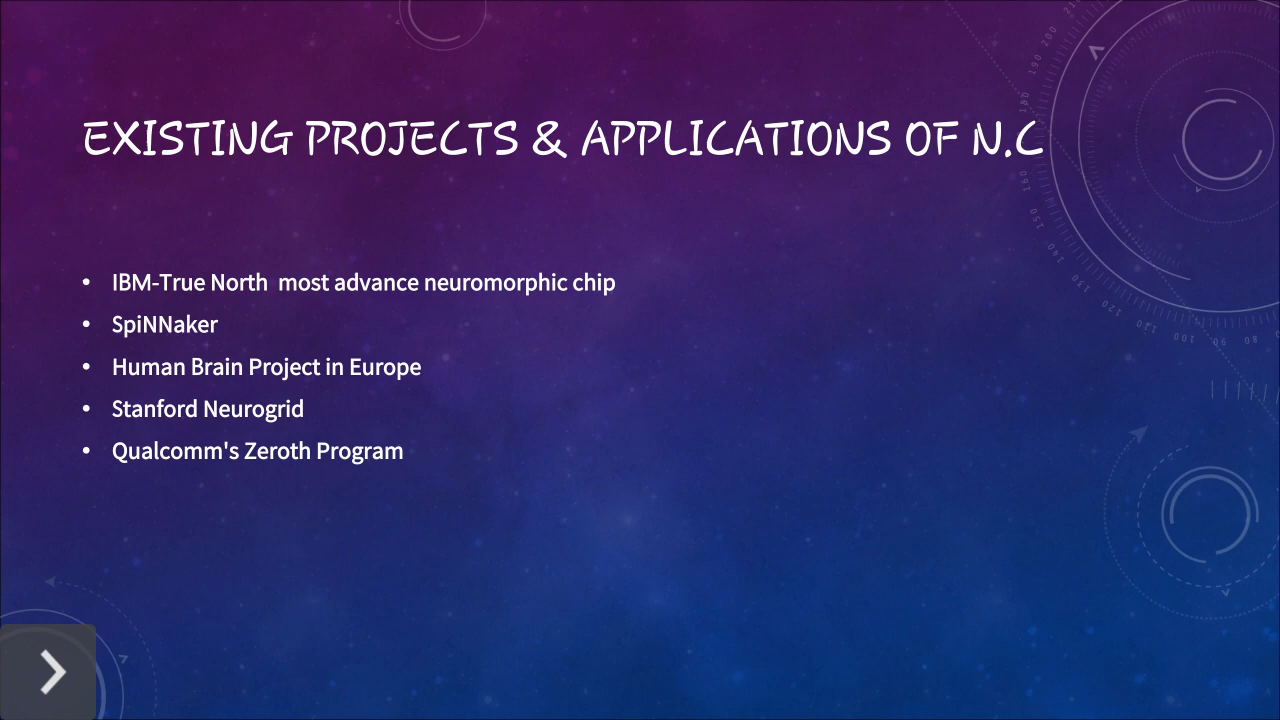 EXISTING PROJECTS & APPLICATIONS OF N.C
• IBM-True North  most advance neuromorphic chip
• SpiNNaker
• Human Brain Project in Europe
• Stanford Neurogrid
• Qualcomm's Zeroth Program